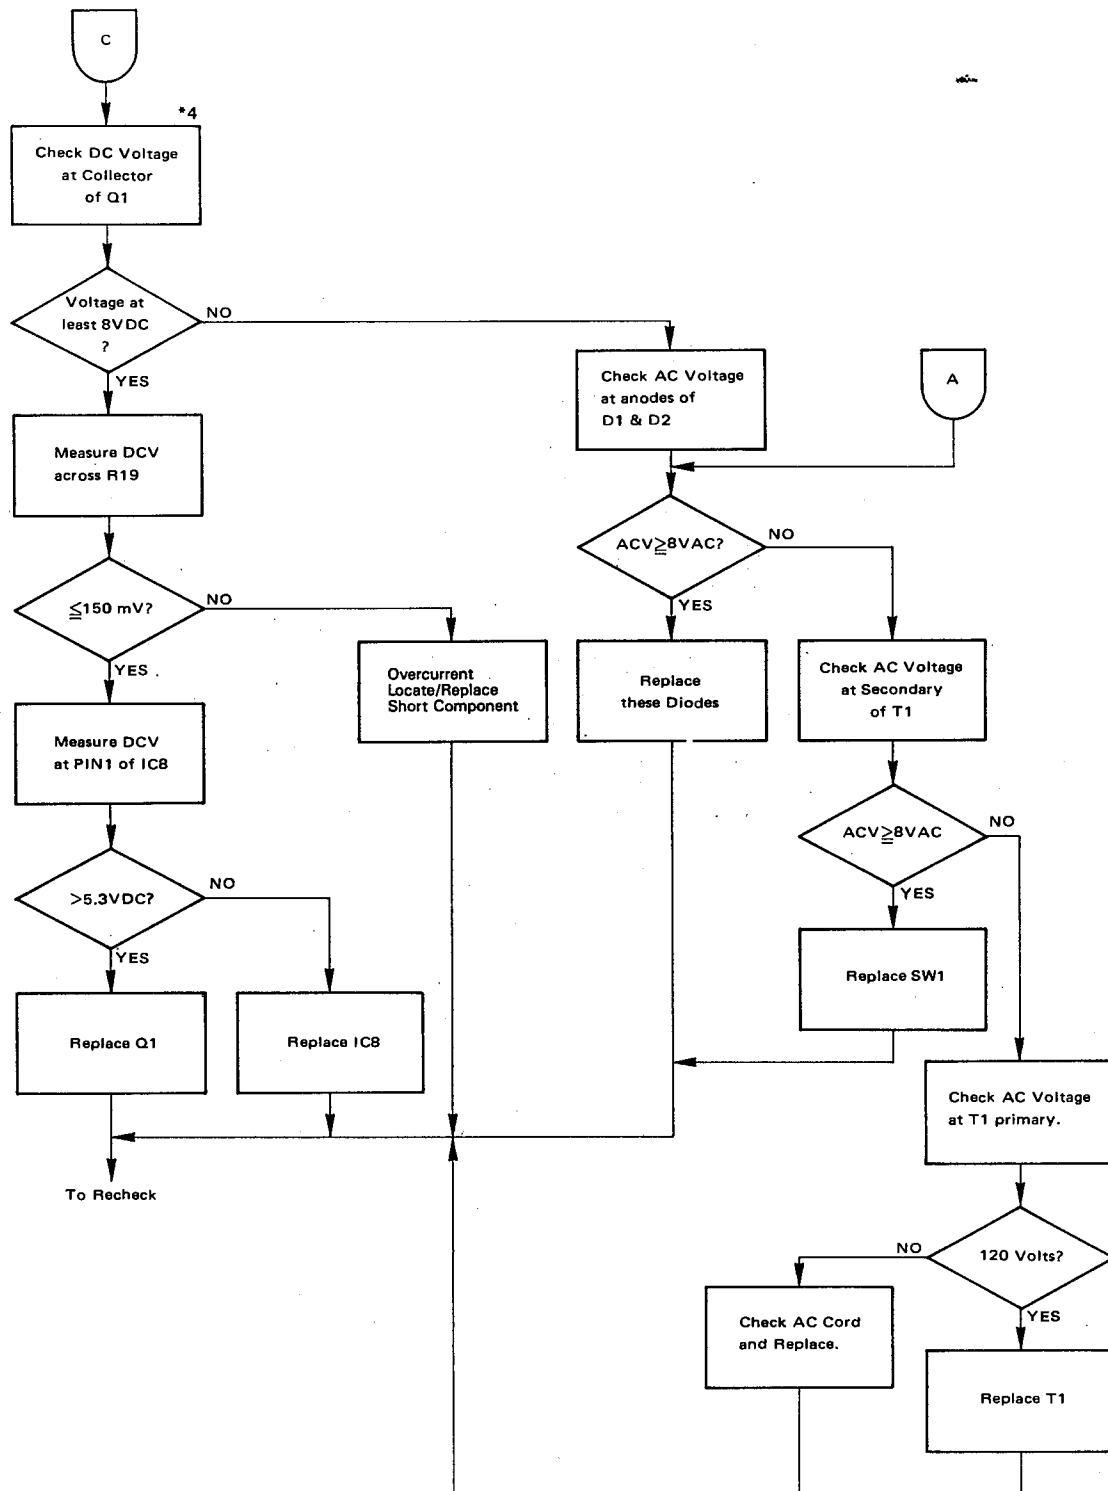 C
*4
Check DC Voltage
at Collector
of Q1
Voltage at
least 8VDC
?
NO
YES
Check AC Voltage
at anodes of
D1 & D2
A
Measure DCV
across R19
ACV≧8VAC?
NO
YES
≦150 mV?
NO
YES
Overcurrent
Locate/Replace
Short Component
Replace
these Diodes
Check AC Voltage
at Secondary
of T1
Measure DCV
at PIN1 of IC8
ACV≧8VAC
NO
YES
>5.3VDC?
NO
YES
Replace SW1
Replace Q1
Replace IC8
Check AC Voltage
at T1 primary.
To Recheck
120 Volts?
NO
YES
Check AC Cord
and Replace.
Replace T1